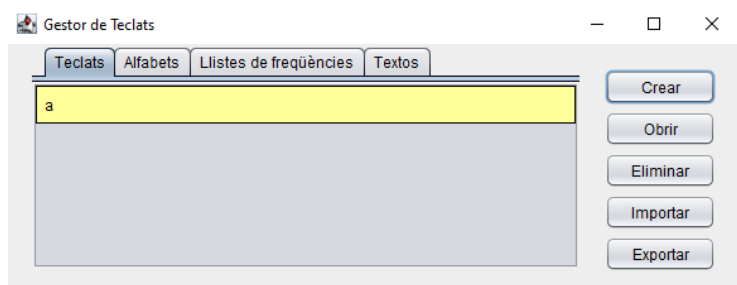 Gestor de Teclats
Teclats Alfabets Llistes de freqüències Textos
a
Crear
Obrir
Eliminar
Importar
Exportar